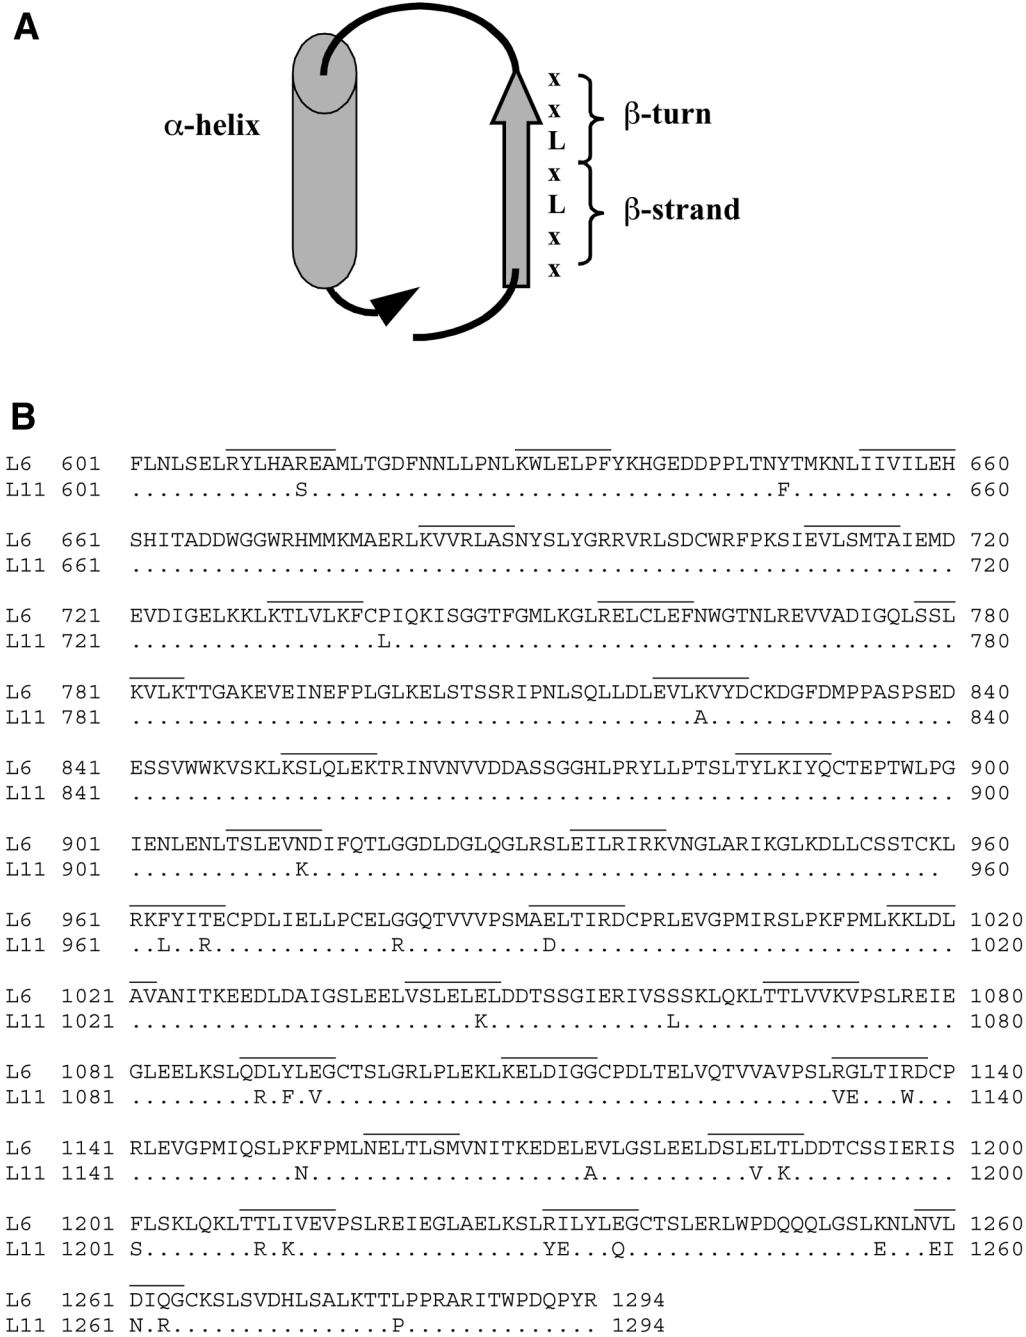 A
α-helix
x
x
L
x
L
x
x
β-turn
β-strand
B
L6 601 FLNLSELRYLHAREAMLTGDFNNLLPNLKWLELPFYKHGEDDPPLTNYTMKNLIIVILEH 660
L11 601 ............S..................................F............ 660
L6 661 SHITADDWGGWRHMMKMAERLKVVRLASNYSLYGRRVRLSDCWRFPKSIEVLSMTAIEMD 720
L11 661 ............................................................ 720
L6 721 EVDIGELKKLKTLVLKFCPIQKISGGTFGMLKGLRELCLEFNWGTNLREVVADIGQLSSL 780
L11 721 ..................L......................................... 780
L6 781 KVLKTTGAKEVEINEFPLGLKELSTSSRIPNLSQLLDLEVLKVYDCKDGFDMPPASPSED 840
L11 781 .........................................A.................. 840
L6 841 ESSVWWKVSKLKSLQLEKTRINVNVVDDASSGGHLPRYLLPTSLTYLKIYQCTEPTWLPG 900
L11 841 ............................................................ 900
L6 901 IENLENLTSLEVNDIFQTLGGDLDGLQGLRSLEILRIRKVNGLARIKGLKDLLCSSTCKL 960
L11 901 ............K.............................................. 960
L6 961 RKFYITECPDLIELLPCELGGQTVVVPSMAELTIRDCPRLEVGPMIRSLPKFPMLKKLDL 1020
L11 961 ..L..R.............R..........D............................. 1020
L6 1021 AVANITKEEDLDAIGSLEELVSLELELDDTSSGIERIVSSSKLQKLTTLVVKVPSLREIE 1080
L11 1021 .........................K.............L.................... 1080
L6 1081 GLEELKSLQDLYLEGCTSLGRLPLEKLKELDIGGCPDLTELVQTVVAVPSLRGLTIRDCP 1140
L11 1081 .........R.F.V.....................................VE...W... 1140
L6 1141 RLEVGPMIQSLPKFPMLNELTLSMVNITKEDELEVLGSLEELDSLELTLDDTCSSIERIS 1200
L11 1141 ............N....................A...........V.K............ 1200
L6 1201 FLSKLQKLTTLIVEVPSLREIEGLAELKSLRILYLEGCTSLERLWPDQQQLGSLKNLNVL 1260
L11 1201 S........R.K..................YE...Q..................E...EI 1260
L6 1261 DIQGCKSLSVDHLSALKTTLPPRARITWPDQPYR 1294
L11 1261 N.R................P.............. 1294